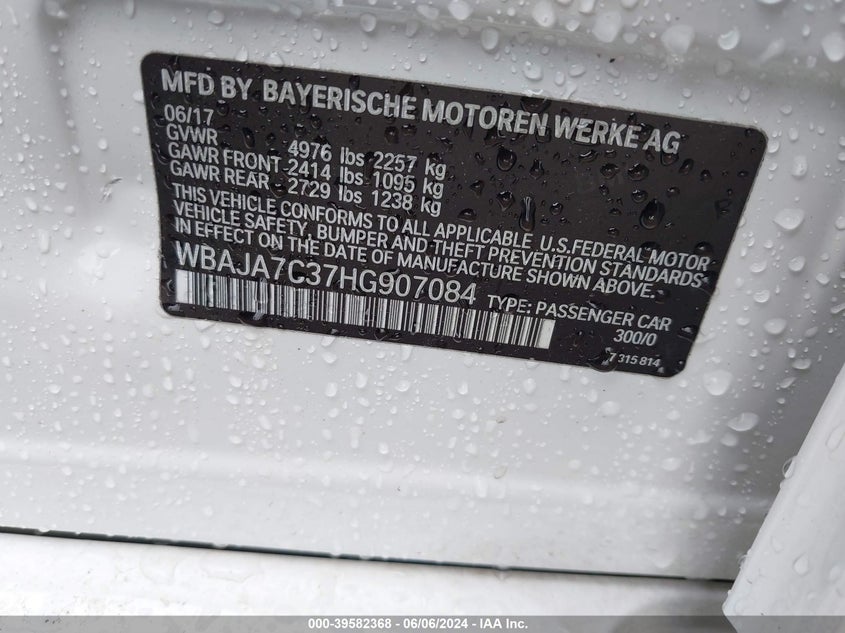 MFD BY BAYERISCHE MOTOREN WERKE AG
06/17
GVWR 4976 lbs 2257 kg
GAWR FRONT 2414 lbs 1095 kg
GAWR REAR 2729 lbs 1238 kg
THIS VEHICLE CONFORMS TO ALL APPLICABLE U.S.FEDERAL MOTOR
VEHICLE SAFETY, BUMPER AND THEFT PREVENTION STANDARDS
IN EFFECT ON THE DATE OF MANUFACTURE SHOWN ABOVE.
WBAJA7C37HG907084 TYPE: PASSENGER CAR
300/0
7 315 814
000-39582368 - 06/06/2024 - IAA Inc.